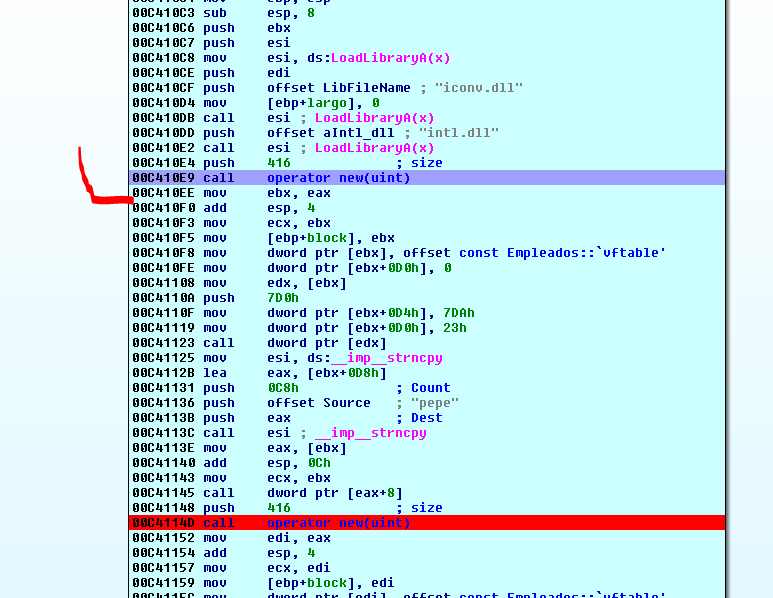 00C410C3 sub esp, 8
00C410C6 push ebx
00C410C7 push esi
00C410C8 mov esi, ds:LoadLibraryA(x)
00C410CE push edi
00C410CF push offset LibFileName ; "iconv.dll"
00C410D4 mov [ebp+largo], 0
00C410DB call esi ; LoadLibraryA(x)
00C410DD push offset aIntl_dll ; "intl.dll"
00C410E2 call esi ; LoadLibraryA(x)
00C410E4 push 416 ; size
00C410E9 call operator new(uint)
00C410EE mov ebx, eax
00C410F0 add esp, 4
00C410F3 mov ecx, ebx
00C410F5 mov [ebp+block], ebx
00C410F8 mov dword ptr [ebx], offset const Empleados::`vftable'
00C410FE mov dword ptr [ebx+0D0h], 0
00C41108 mov edx, [ebx]
00C4110A push 7D0h
00C4110F mov dword ptr [ebx+0D4h], 7DAh
00C41119 mov dword ptr [ebx+0D0h], 23h
00C41123 call dword ptr [edx]
00C41125 mov esi, ds:__imp__strncpy
00C4112B lea eax, [ebx+0D8h]
00C41131 push 0C8h ; Count
00C41136 push offset Source ; "pepe"
00C4113B push eax ; Dest
00C4113C call esi ; __imp__strncpy
00C4113E mov eax, [ebx]
00C41140 add esp, 0Ch
00C41143 mov ecx, ebx
00C41145 call dword ptr [eax+8]
00C41148 push 416 ; size
00C4114D call operator new(uint)
00C41152 mov edi, eax
00C41154 add esp, 4
00C41157 mov ecx, edi
00C41159 mov [ebp+block], edi